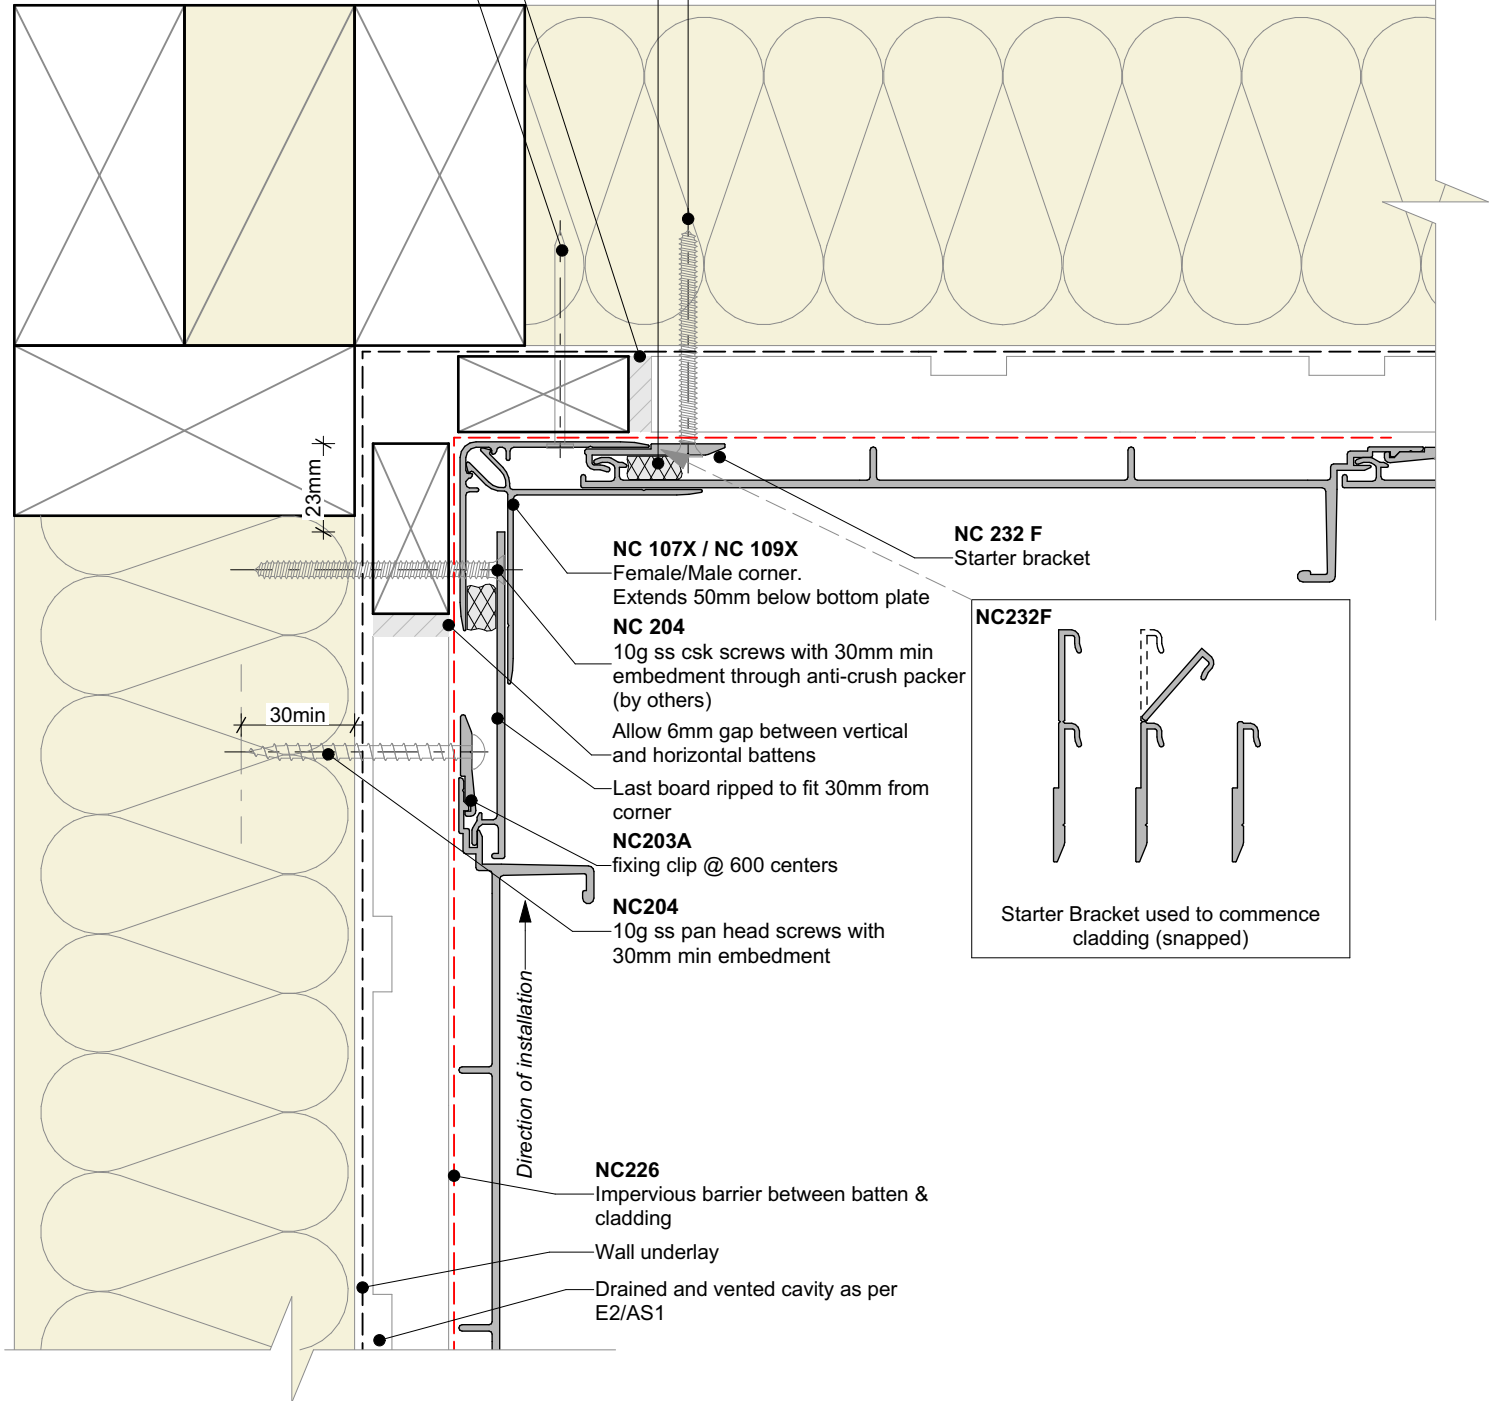 23mm
NC 107X / NC 109X
Female/Male corner.
Extends 50mm below bottom plate
NC 204
10g ss csk screws with 30mm min
embedment through anti-crush packer
(by others)
Allow 6mm gap between vertical
and horizontal battens
Last board ripped to fit 30mm from
corner
NC203A
fixing clip @ 600 centers
NC204
10g ss pan head screws with
30mm min embedment
NC 232 F
Starter bracket
NC232F
Starter Bracket used to commence
cladding (snapped)
30min
Direction of installation
NC226
Impervious barrier between batten &
cladding
Wall underlay
Drained and vented cavity as per
E2/AS1